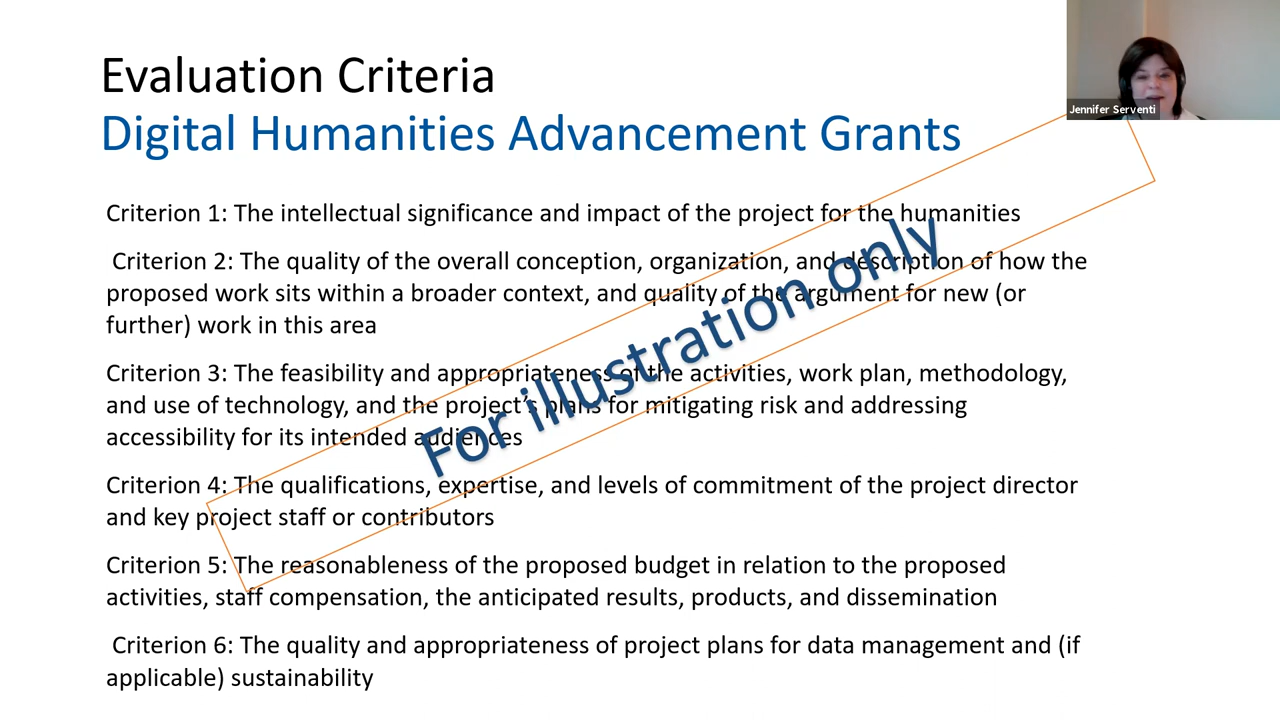 Evaluation Criteria
Digital Humanities Advancement Grants
Jennifer Serventi
Criterion 1: The intellectual significance and impact of the project for the humanities
Criterion 2: The quality of the overall conception, organization, and description of how the
proposed work sits within a broader context, and quality of the argument for new (or
further) work in this area
Criterion 3: The feasibility and appropriateness of the activities, work plan, methodology,
and use of technology, and the project’s plans for mitigating risk and addressing
accessibility for its intended audiences
Criterion 4: The qualifications, expertise, and levels of commitment of the project director
and key project staff or contributors
Criterion 5: The reasonableness of the proposed budget in relation to the proposed
activities, staff compensation, the anticipated results, products, and dissemination
Criterion 6: The quality and appropriateness of project plans for data management and (if
applicable) sustainability
For illustration only